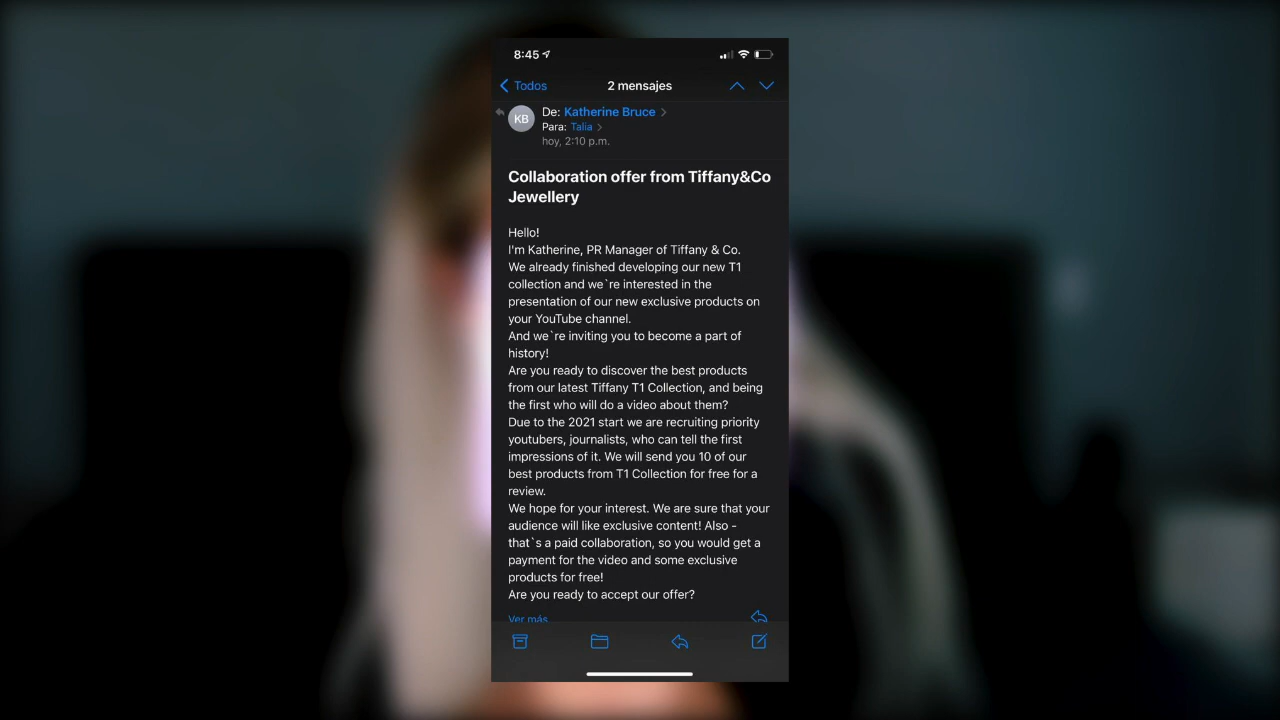 8:45
Todos
2 mensajes
KB
De: Katherine Bruce
Para: Talia
hoy, 2:10 p.m.
Collaboration offer from Tiffany&Co
Jewellery
Hello!
I'm Katherine, PR Manager of Tiffany & Co.
We already finished developing our new T1
collection and we`re interested in the
presentation of our new exclusive products on
your YouTube channel.
And we`re inviting you to become a part of
history!
Are you ready to discover the best products
from our latest Tiffany T1 Collection, and being
the first who will do a video about them?
Due to the 2021 start we are recruiting priority
youtubers, journalists, who can tell the first
impressions of it. We will send you 10 of our
best products from T1 Collection for free for a
review.
We hope for your interest. We are sure that your
audience will like exclusive content! Also -
that`s a paid collaboration, so you would get a
payment for the video and some exclusive
products for free!
Are you ready to accept our offer?
Ver más